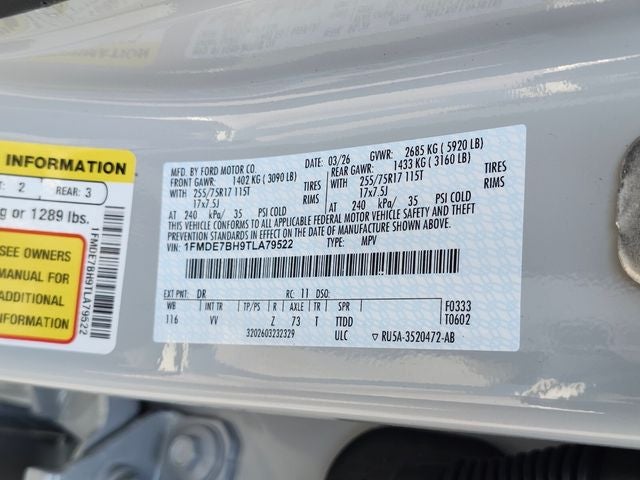 INFORMATION
: 2 REAR: 3
g or 1289 lbs.
SEE OWNERS
MANUAL FOR
ADDITIONAL
INFORMATION
1FMDE7BH9TLA79522
MFD. BY FORD MOTOR CO.
DATE: 03/26 GVWR: 2685 KG ( 5920 LB)
FRONT GAWR: 1402 KG ( 3090 LB)
REAR GAWR: 1433 KG ( 3160 LB)
WITH 255/75R17 115T TIRES
WITH 255/75R17 115T TIRES
17x7.5J RIMS
17x7.5J RIMS
AT 240 kPa/ 35 PSI COLD
AT 240 kPa/ 35 PSI COLD
THIS VEHICLE CONFORMS TO ALL APPLICABLE FEDERAL MOTOR VEHICLE SAFETY AND THEFT
PREVENTION STANDARDS IN EFFECT ON THE DATE OF MANUFACTURE SHOWN ABOVE.
VIN: 1FMDE7BH9TLA79522 TYPE: MPV
EXT PNT: DR RC: 11 DSO: F0333
WB INT TR TP/PS R AXLE TR SPR T0602
116 VV Z 73 T TTDD
3202603232329 ULC RU5A-3520472-AB